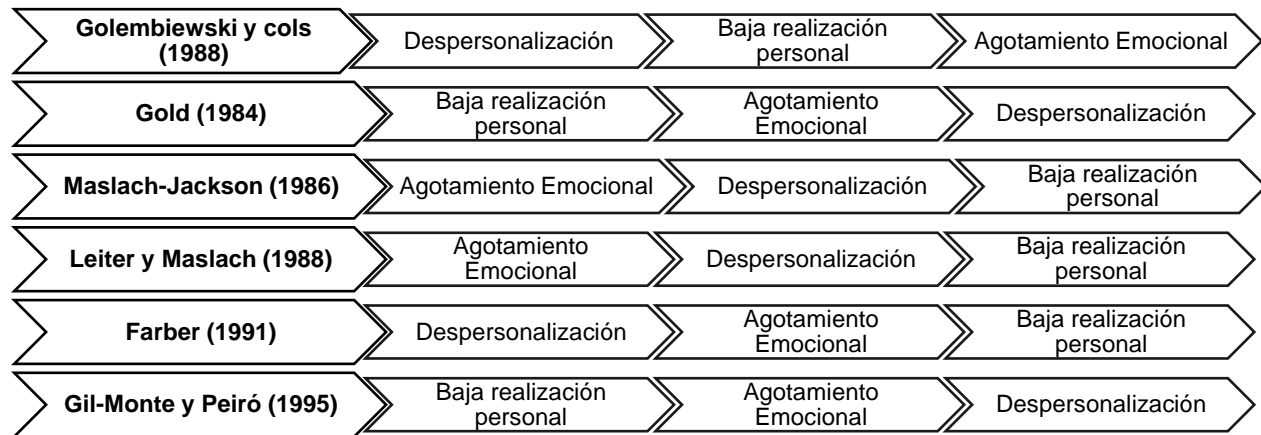 Golembiewski y cols
(1988)
Despersonalización
Baja realización
personal
Agotamiento Emocional
Gold (1984)
Baja realización
personal
Agotamiento
Emocional
Despersonalización
Maslach-Jackson (1986)
Agotamiento Emocional
Despersonalización
Baja realización
personal
Leiter y Maslach (1988)
Agotamiento
Emocional
Despersonalización
Baja realización
personal
Farber (1991)
Despersonalización
Agotamiento
Emocional
Baja realización
personal
Gil-Monte y Peiró (1995)
Baja realización
personal
Agotamiento
Emocional
Despersonalización